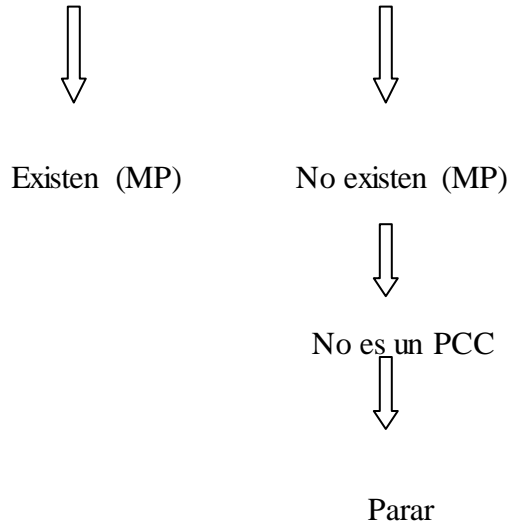 Existen (MP) No existen (MP)
No es un PCC
Parar